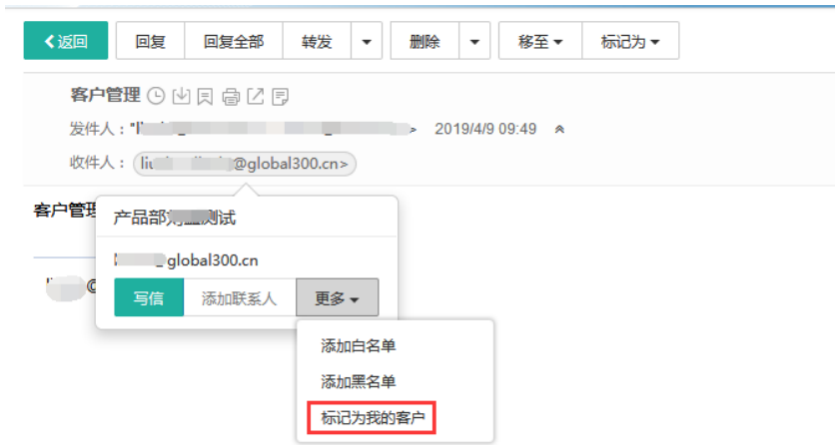 返回 回复 回复全部 转发 删除 移至 标记为
客户管理
发件人: 2019/4/9 09:49
收件人: @global300.cn>
客户管理
产品部 测试
global300.cn
写信 添加联系人 更多
添加白名单
添加黑名单
标记为我的客户